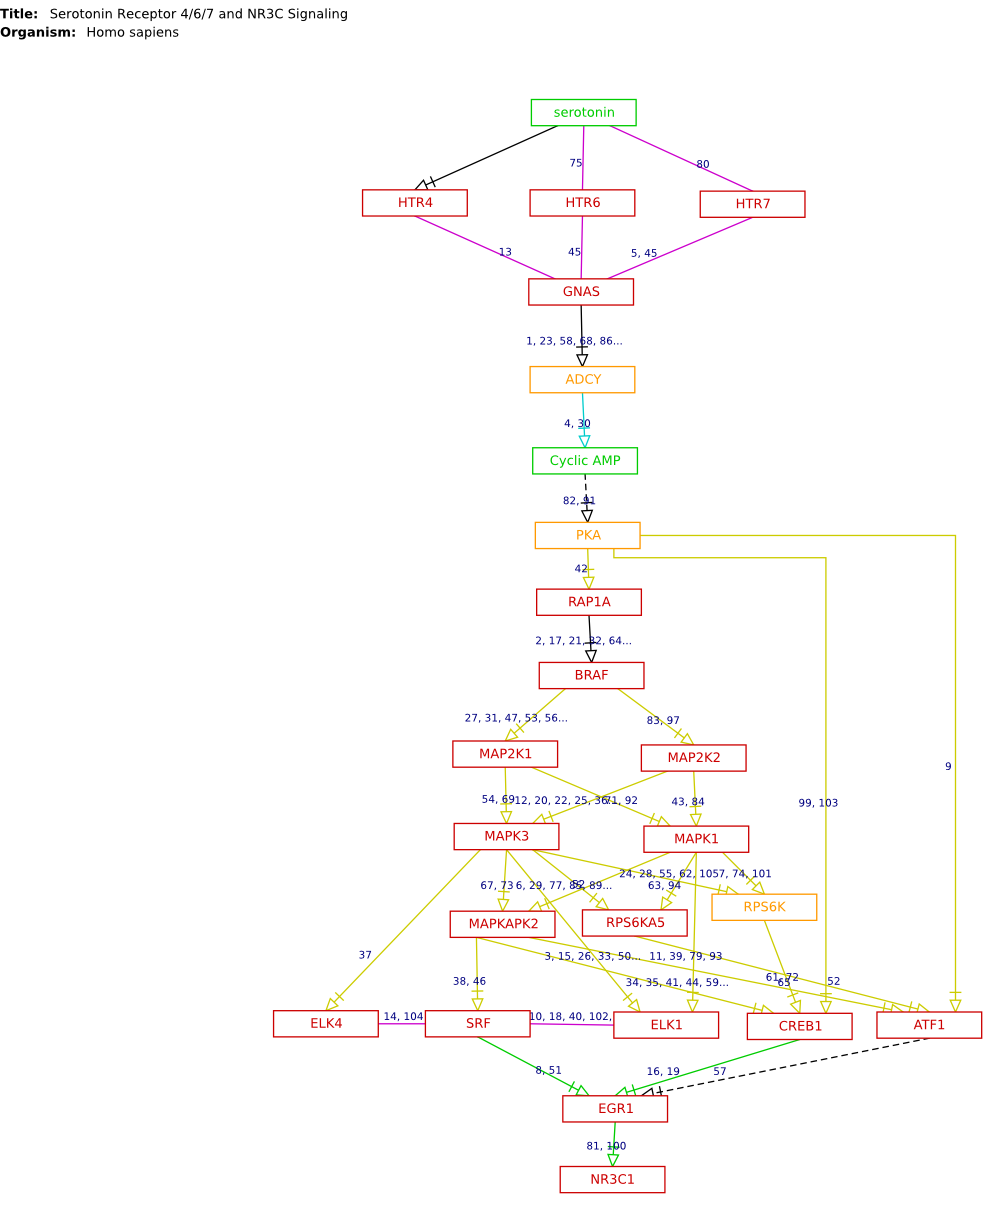 Title: Serotonin Receptor 4/6/7 and NR3C Signaling
Organism: Homo sapiens
serotonin
75
80
HTR4
HTR6
HTR7
13
45
5, 45
GNAS
1, 23, 58, 68, 86...
ADCY
4, 30
Cyclic AMP
82, 91
PKA
42
RAP1A
2, 17, 21, 32, 64...
BRAF
27, 31, 47, 53, 56...
83, 97
MAP2K1
MAP2K2
9
54, 69
12, 20, 22, 25, 36...
71, 92
43, 84
99, 103
MAPK3
MAPK1
24, 28, 55, 62, 10
57, 74, 101
67, 73
6, 29, 77, 85, 89...
52
63, 94
RPS6K
MAPKAPK2
RPS6KA5
37
3, 15, 26, 33, 50...
11, 39, 79, 93
38, 46
34, 35, 41, 44, 59...
61, 72
65
52
14, 104
10, 18, 40, 102,
ELK4
SRF
ELK1
CREB1
ATF1
8, 51
16, 19
57
EGR1
81, 100
NR3C1